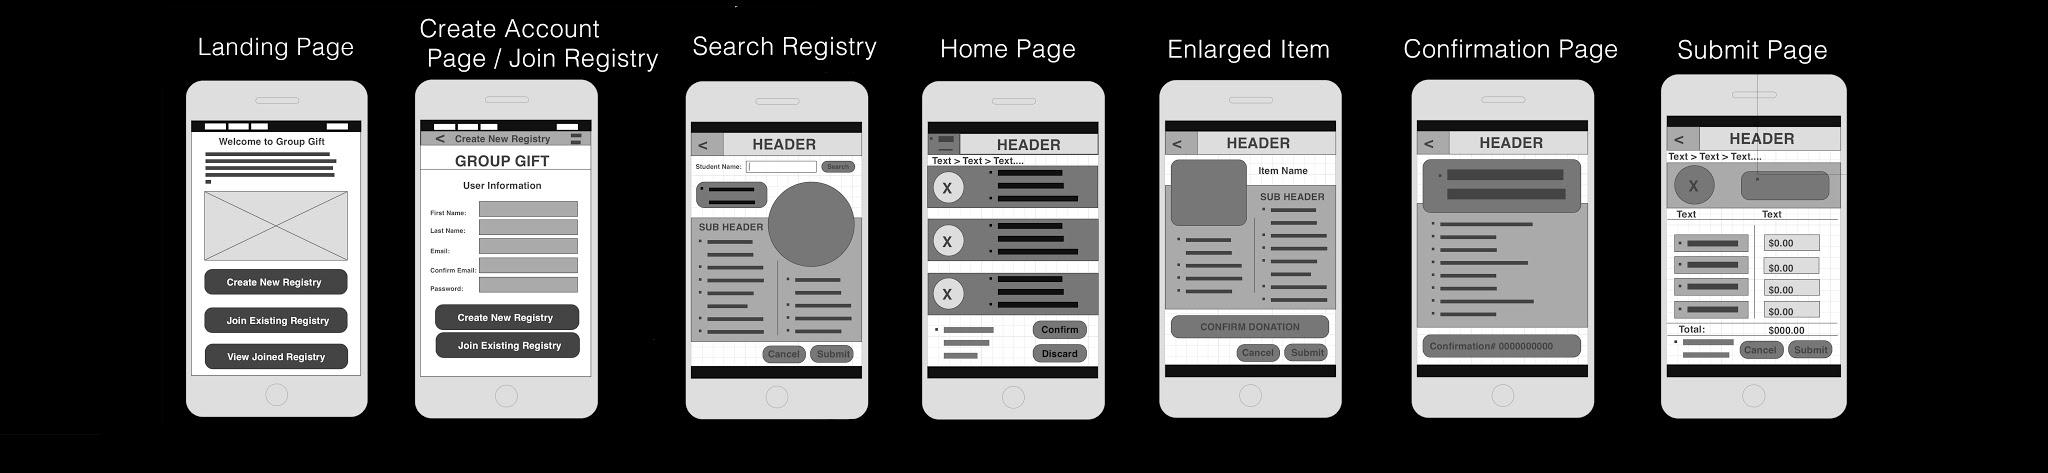 Landing Page
Welcome to Group Gift
Create New Registry
Join Existing Registry
View Joined Registry
Create Account
Page / Join Registry
< Create New Registry
GROUP GIFT
User Information
First Name:
Last Name:
Email:
Confirm Email:
Password:
Create New Registry
Join Existing Registry
Search Registry
< HEADER
Student Name: Search
SUB HEADER
Cancel Submit
Home Page
HEADER
Text > Text > Text....
X
X
X
Confirm
Discard
Enlarged Item
< HEADER
Item Name
SUB HEADER
CONFIRM DONATION
Cancel Submit
Confirmation Page
< HEADER
Confirmation# 0000000000
Submit Page
< HEADER
Text > Text > Text....
X
Text Text
$0.00
$0.00
$0.00
$0.00
Total: $000.00
Cancel Submit